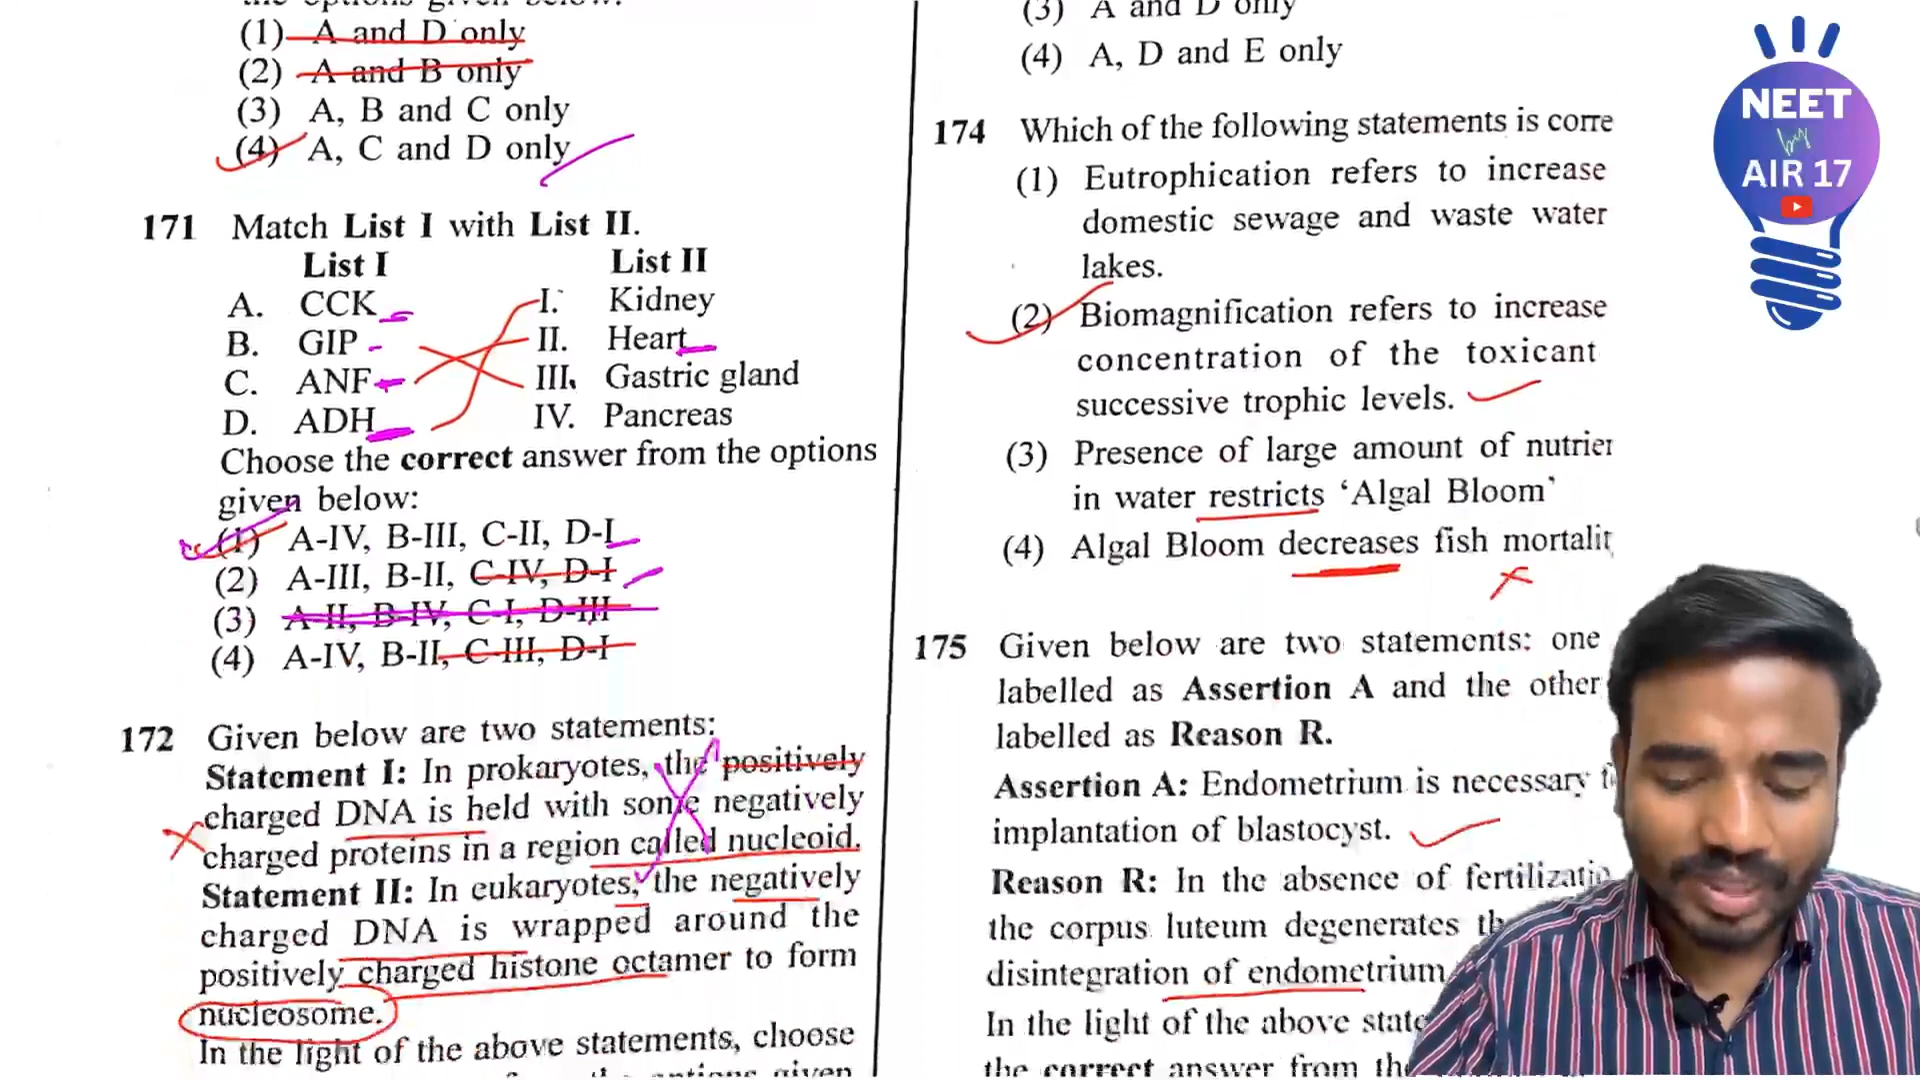 (1) A and D only
(2) A and B only
(3) A, B and C only
(4) A, C and D only
171 Match List I with List II.
List I List II
A. CCK I. Kidney
B. GIP II. Heart
C. ANF III. Gastric gland
D. ADH IV. Pancreas
Choose the correct answer from the options
given below:
(1) A-IV, B-III, C-II, D-I
(2) A-III, B-II, C-IV, D-I
(3) A-II, B-IV, C-I, D-III
(4) A-IV, B-II, C-III, D-I
172 Given below are two statements:
Statement I: In prokaryotes, the positively
charged DNA is held with some negatively
charged proteins in a region called nucleoid.
Statement II: In eukaryotes, the negatively
charged DNA is wrapped around the
positively charged histone octamer to form
nucleosome.
In the light of the above statements, choose
(3) A and D only
(4) A, D and E only
174 Which of the following statements is corre
(1) Eutrophication refers to increase
domestic sewage and waste water
lakes.
(2) Biomagnification refers to increase
concentration of the toxicant
successive trophic levels.
(3) Presence of large amount of nutrier
in water restricts ‘Algal Bloom’
(4) Algal Bloom decreases fish mortalit
175 Given below are two statements: one
labelled as Assertion A and the other
labelled as Reason R.
Assertion A: Endometrium is necessary f
implantation of blastocyst.
Reason R: In the absence of fertilizatio
the corpus luteum degenerates th
disintegration of endometrium
In the light of the above state
the correct answer from the
NEET
by
AIR 17